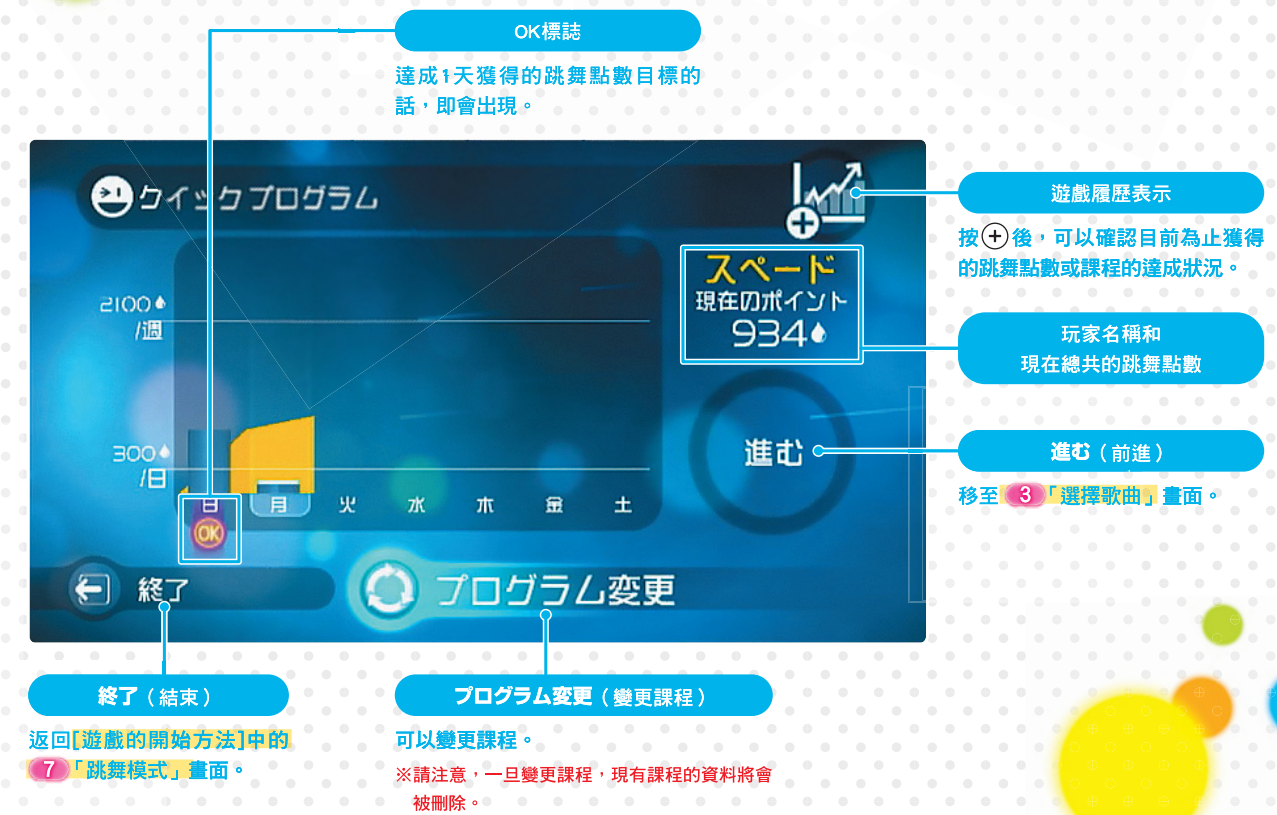 OK標誌
達成1天獲得的跳舞點數目標的
話，即會出現。
クイックプログラム
2100
/週
300
/日
日 月 火 水 木 金 土
OK
スペード
現在のポイント
934
進む
終了
プログラム変更
遊戲履歷表示
按＋後，可以確認目前為止獲得
的跳舞點數或課程的達成狀況。
玩家名稱和
現在總共的跳舞點數
進む（前進）
移至 3「選擇歌曲」畫面。
終了（結束）
返回[遊戲的開始方法]中的
7「跳舞模式」畫面。
プログラム変更（變更課程）
可以變更課程。
※請注意，一旦變更課程，現有課程的資料將會
被刪除。